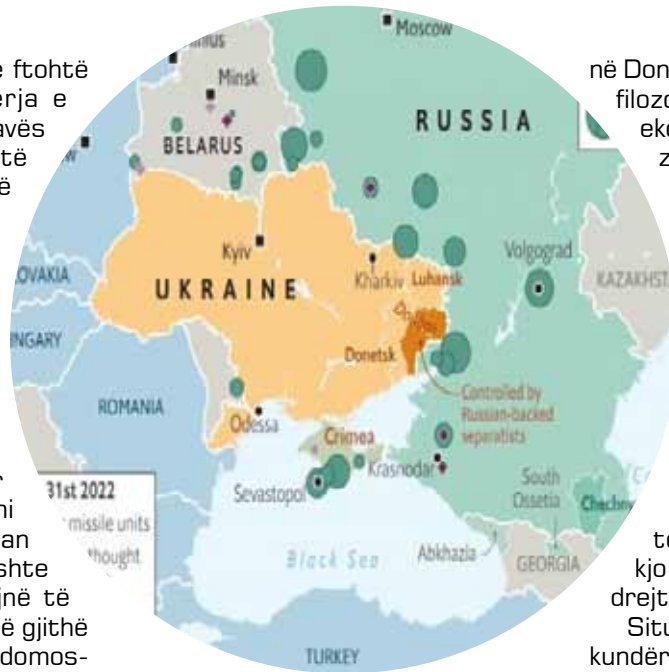 e ftohtë
erja e
avës
të
ë
r
ni
an
shte
jnë të
ë gjithë
domos-
Moscow
nius
Minsk
BELARUS
w
RUSSIA
Kyiv
UKRAINE
Kharkiv
Luhansk
Volgograd
KAZAKHST
OVAKIA
NGARY
Donetsk
ROMANIA
Controlled by
Russian-backed
separatists
Odessa
Crimea
Krasnodar
Sevastopol
South
Ossetia
Chechn
31st 2022
missile units
thought
Black Sea
Abkhazia
GEORGIA
TURKEY
në Don
filozo
eko
z
te
kjo
drejt
Situ
kundër